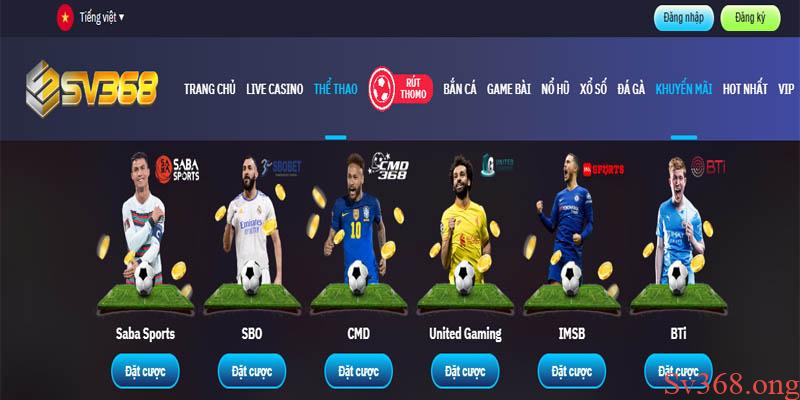 Tiếng việt ▾
Đăng nhập
Đăng ký
SV368
TRANG CHỦ
LIVE CASINO
THỂ THAO
RÚT
THOMO
BẮN CÁ
GAME BÀI
NỔ HŨ
XỔ SỐ
ĐÁ GÀ
KHUYẾN MÃI
HOT NHẤT
VIP
SABA
SPORTS
SBOBET
CMD
368
UNITED
SPORTS
BTi
Emirates
FLY
10
Saba Sports
SBO
CMD
United Gaming
IMSB
BTi
Đặt cược
Đặt cược
Đặt cược
Đặt cược
Đặt cược
Đặt cược
Sv368.ong